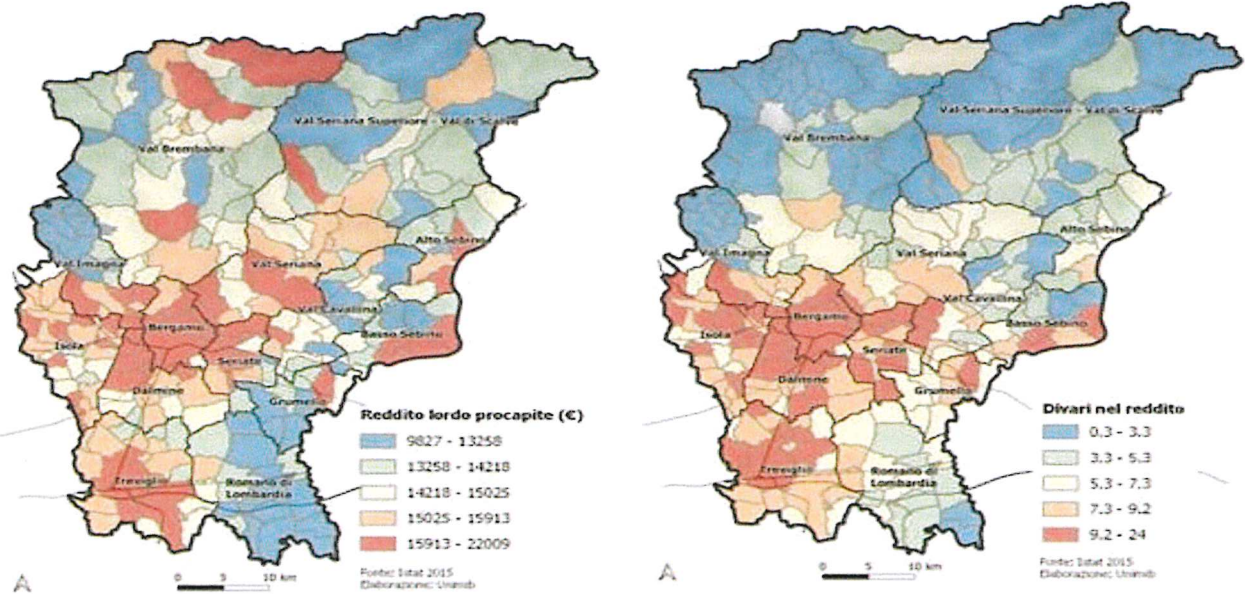 Val Seriana Superiore - Val di Scalve
Val Brembana
Alto Sebino
Val Imagna
Val Seriana
Val Cavallina
Bergamo
Basso Sebino
Isola
Seriate
Dalmine
Grumello
Treviglio
Romano di
Lombardia
Reddito lordo procapite (€)
9827 - 13258
13258 - 14218
14218 - 15025
15025 - 15913
15913 - 22009
Fonte: Istat 2015
Elaborazione: Unimib
A
0 5 10 km
Val Seriana Superiore - Val di Scalve
Val Brembana
Alto Sebino
Val Imagna
Val Seriana
Val Cavallina
Bergamo
Basso Sebino
Isola
Seriate
Dalmine
Grumello
Treviglio
Romano di
Lombardia
Divari nel reddito
0.3 - 3.3
3.3 - 5.3
5.3 - 7.3
7.3 - 9.2
9.2 - 24
Fonte: Istat 2015
Elaborazione: Unimib
A
0 5 10 km